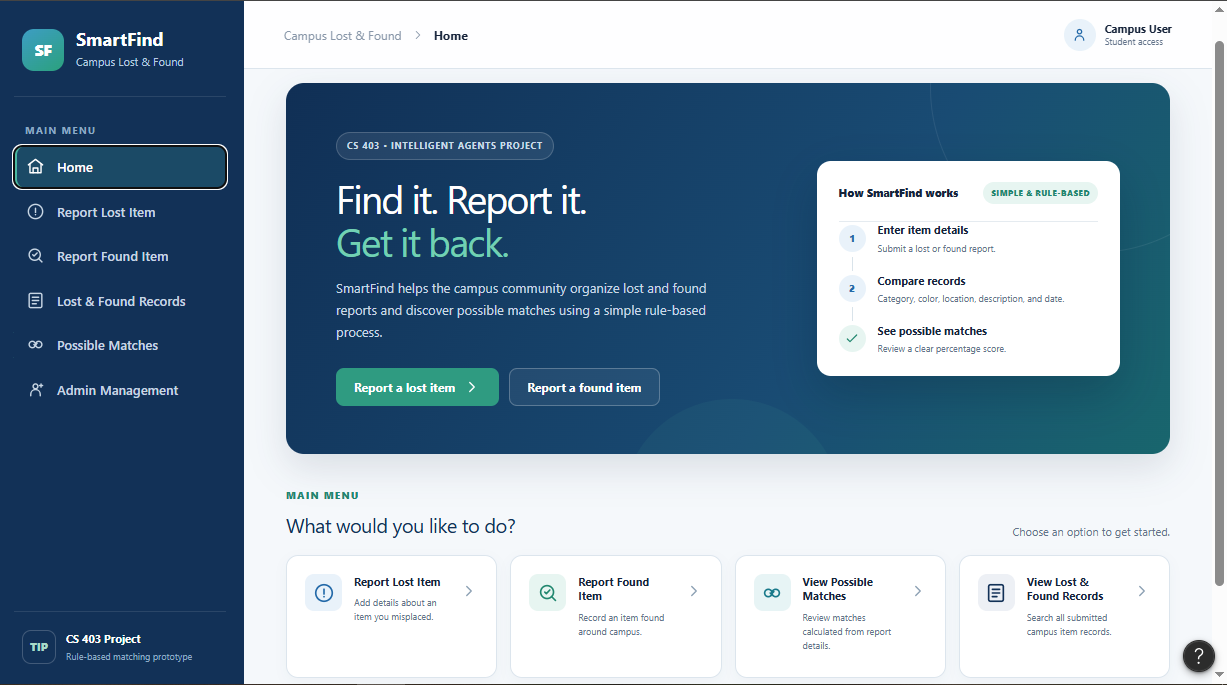 SF
SmartFind
Campus Lost & Found
MAIN MENU
Home
Report Lost Item
Report Found Item
Lost & Found Records
Possible Matches
Admin Management
TIP
CS 403 Project
Rule-based matching prototype
Campus Lost & Found > Home
Campus User
Student access
CS 403 • INTELLIGENT AGENTS PROJECT
Find it. Report it.
Get it back.
SmartFind helps the campus community organize lost and found
reports and discover possible matches using a simple rule-based
process.
Report a lost item
Report a found item
How SmartFind works
SIMPLE & RULE-BASED
1
Enter item details
Submit a lost or found report.
2
Compare records
Category, color, location, description, and date.
See possible matches
Review a clear percentage score.
MAIN MENU
What would you like to do?
Choose an option to get started.
Report Lost Item
Add details about an
item you misplaced.
Report Found
Item
Record an item found
around campus.
View Possible
Matches
Review matches
calculated from report
details.
View Lost &
Found Records
Search all submitted
campus item records.
?